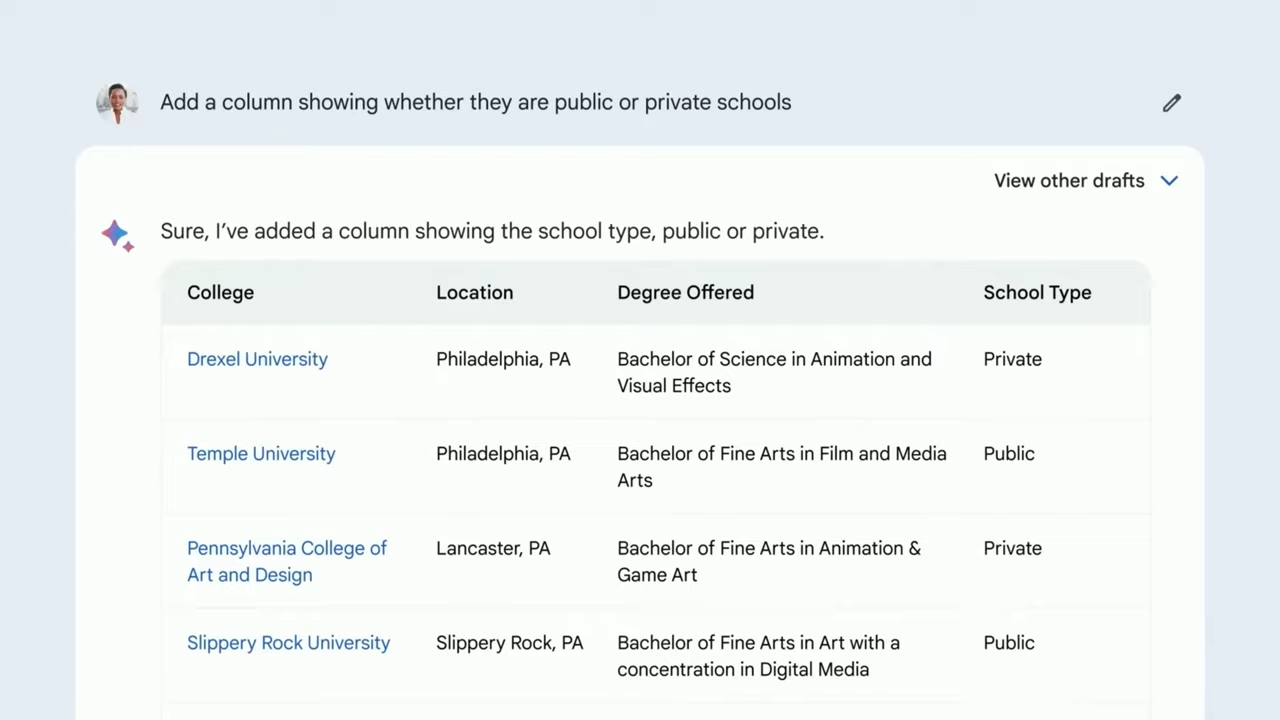 Add a column showing whether they are public or private schools
View other drafts
Sure, I’ve added a column showing the school type, public or private.
College Location Degree Offered School Type
Drexel University Philadelphia, PA Bachelor of Science in Animation and Private
Visual Effects
Temple University Philadelphia, PA Bachelor of Fine Arts in Film and Media Public
Arts
Pennsylvania College of Lancaster, PA Bachelor of Fine Arts in Animation & Private
Art and Design Game Art
Slippery Rock University Slippery Rock, PA Bachelor of Fine Arts in Art with a Public
concentration in Digital Media